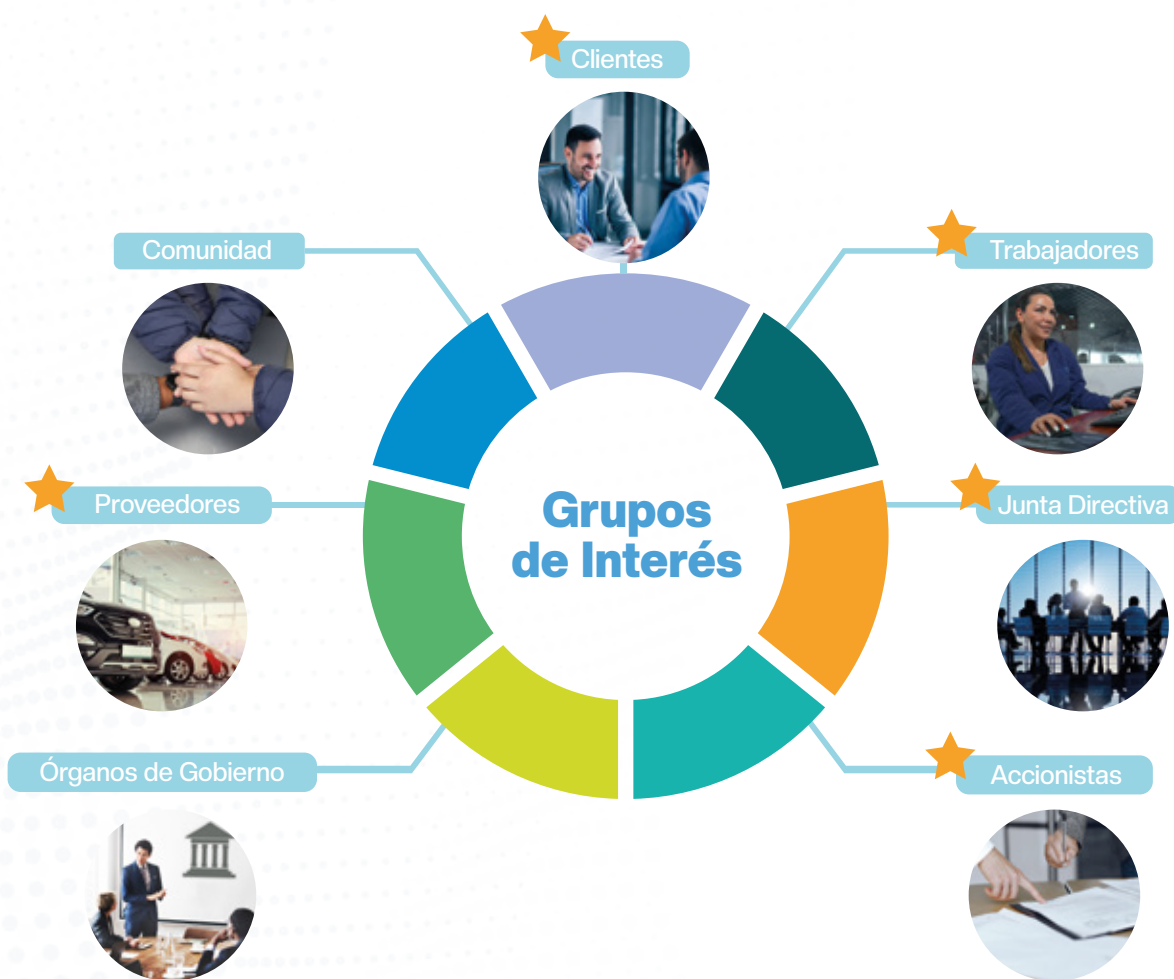 Clientes
Comunidad
Trabajadores
Proveedores
Grupos
de Interés
Junta Directiva
Órganos de Gobierno
Accionistas